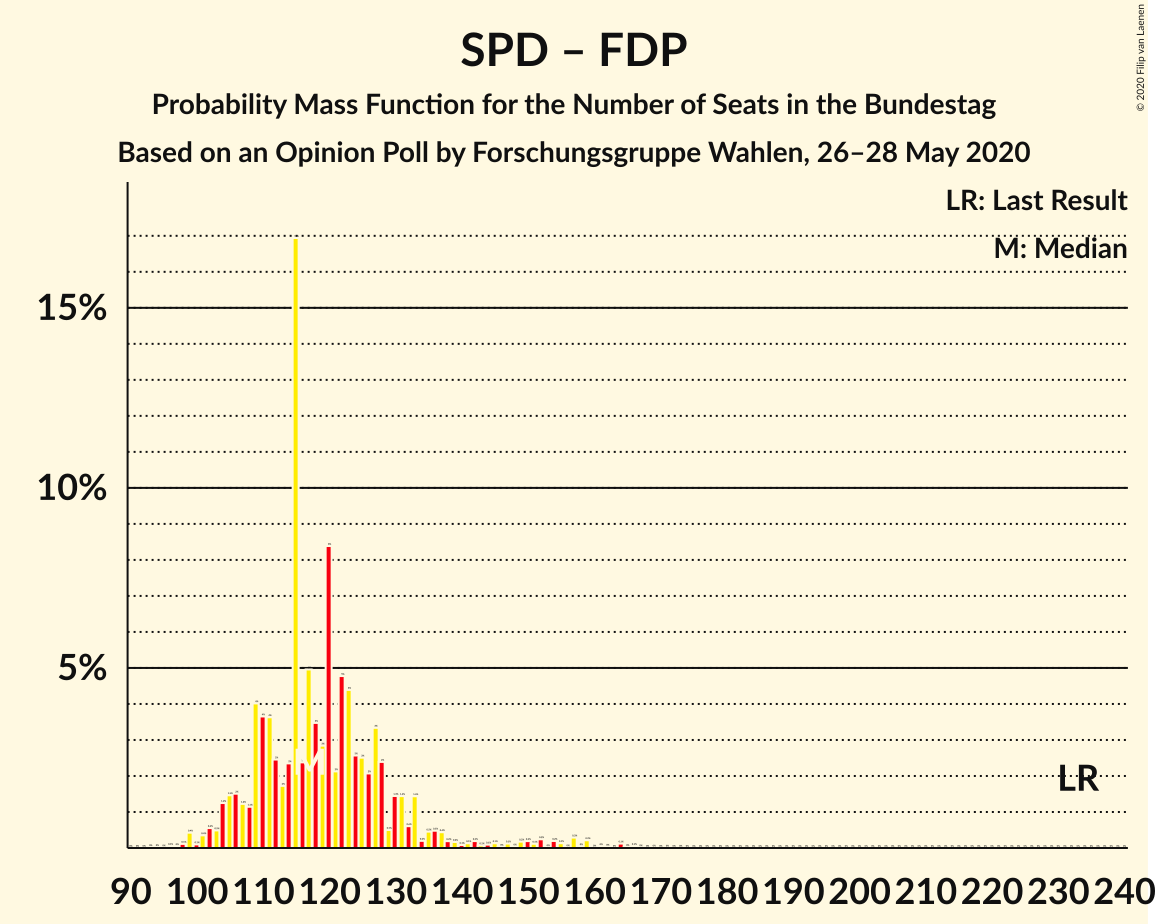 SPD – FDP
Probability Mass Function for the Number of Seats in the Bundestag
Based on an Opinion Poll by Forschungsgruppe Wahlen, 26–28 May 2020
© 2020 Filip van Laenen
LR: Last Result
M: Median
15%
10%
5%
M
LR
90 100 110 120 130 140 150 160 170 180 190 200 210 220 230 240